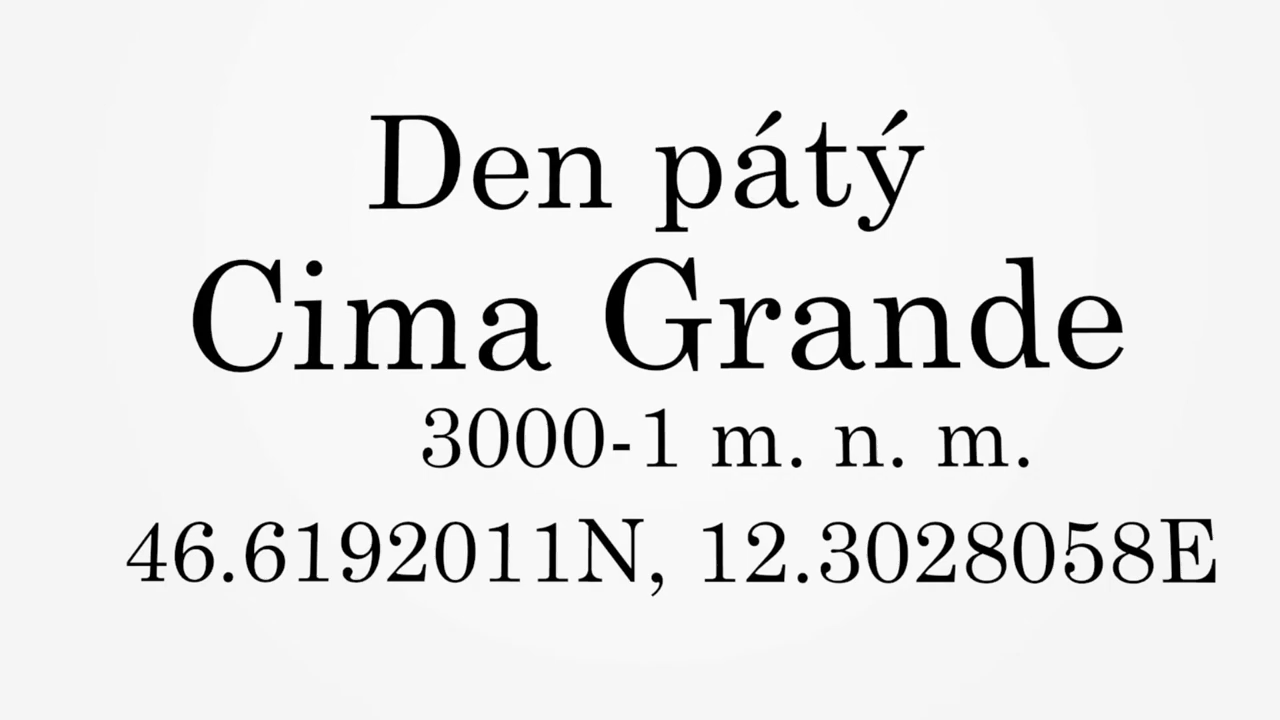 Den pátý
Cima Grande
3000-1 m. n. m.
46.6192011N, 12.3028058E